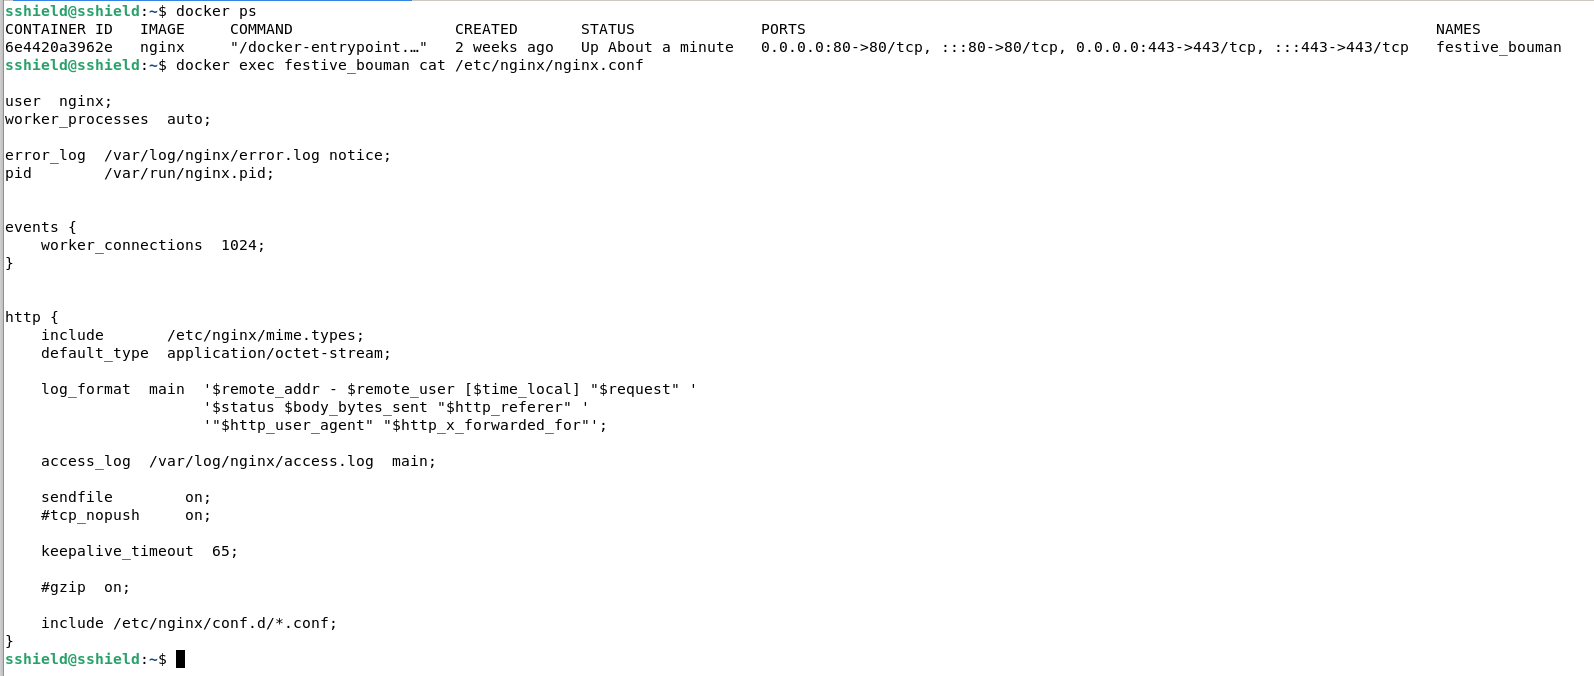 sshield@sshield:~$ docker ps
CONTAINER ID   IMAGE     COMMAND                  CREATED       STATUS              PORTS                                                                      NAMES
6e4420a3962e   nginx     "/docker-entrypoint.…"   2 weeks ago   Up About a minute   0.0.0.0:80->80/tcp, :::80->80/tcp, 0.0.0.0:443->443/tcp, :::443->443/tcp   festive_bouman
sshield@sshield:~$ docker exec festive_bouman cat /etc/nginx/nginx.conf

user  nginx;
worker_processes  auto;

error_log  /var/log/nginx/error.log notice;
pid        /var/run/nginx.pid;


events {
    worker_connections  1024;
}


http {
    include       /etc/nginx/mime.types;
    default_type  application/octet-stream;

    log_format  main  '$remote_addr - $remote_user [$time_local] "$request" '
                      '$status $body_bytes_sent "$http_referer" '
                      '"$http_user_agent" "$http_x_forwarded_for"';

    access_log  /var/log/nginx/access.log  main;

    sendfile        on;
    #tcp_nopush     on;

    keepalive_timeout  65;

    #gzip  on;

    include /etc/nginx/conf.d/*.conf;
}
sshield@sshield:~$